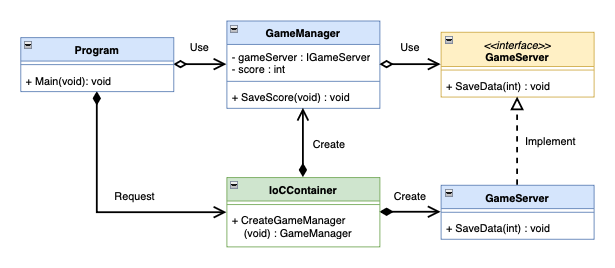 Program
+ Main(void): void
Use
GameManager
- gameServer : IGameServer
- score : int
+ SaveScore(void) : void
Use
<<interface>>
GameServer
+ SaveData(int) : void
Create
Implement
Request
IoCContainer
+ CreateGameManager
(void) : GameManager
Create
GameServer
+ SaveData(int) : void